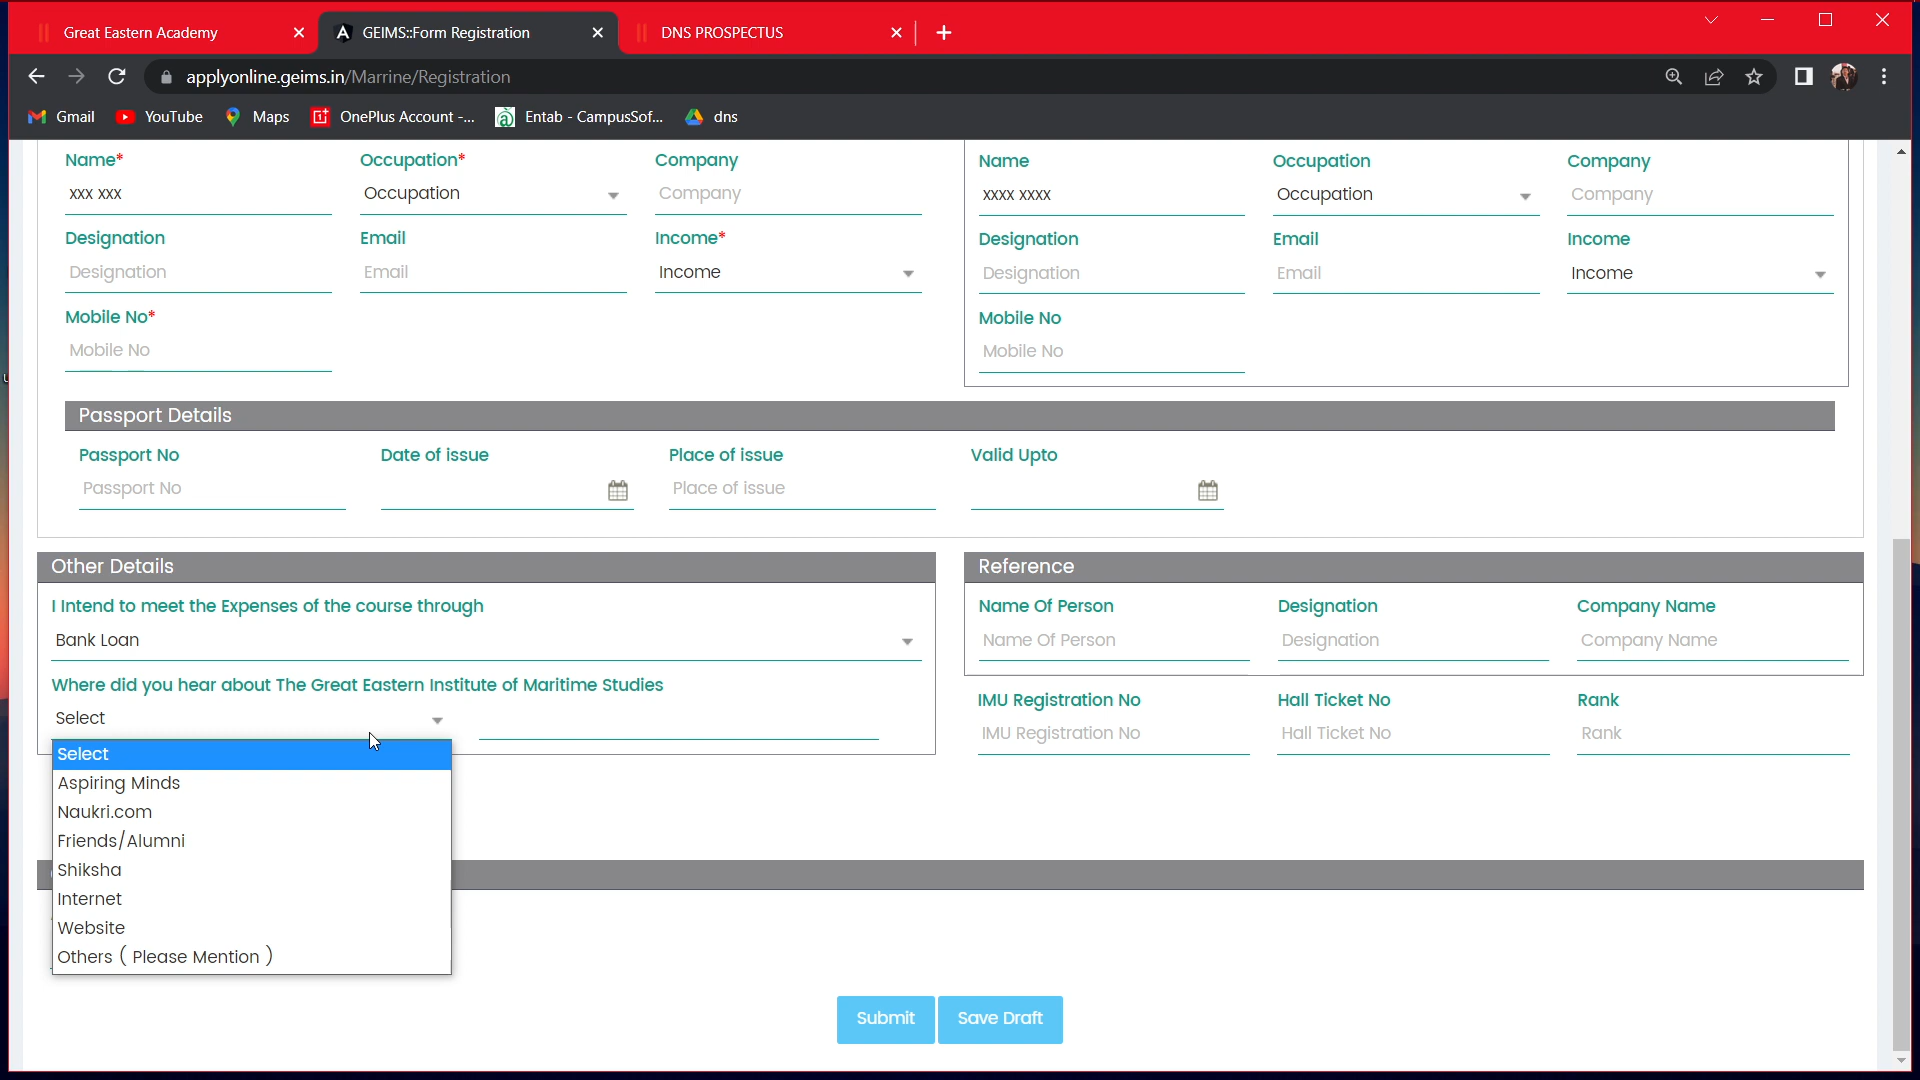 Great Eastern Academy
GEIMS::Form Registration
DNS PROSPECTUS
applyonline.geims.in/Marrine/Registration
Gmail
YouTube
Maps
OnePlus Account -...
Entab - CampusSof...
dns
Name* Occupation* Company
xxx xxx Occupation Company
Designation Email Income*
Designation Email Income
Mobile No*
Mobile No
Name Occupation Company
xxxx xxxx Occupation Company
Designation Email Income
Designation Email Income
Mobile No
Mobile No
Passport Details
Passport No Date of issue Place of issue Valid Upto
Passport No Place of issue
Other Details
I Intend to meet the Expenses of the course through
Bank Loan
Where did you hear about The Great Eastern Institute of Maritime Studies
Select
Select
Aspiring Minds
Naukri.com
Friends/Alumni
Shiksha
Internet
Website
Others ( Please Mention )
Reference
Name Of Person Designation Company Name
Name Of Person Designation Company Name
IMU Registration No Hall Ticket No Rank
IMU Registration No Hall Ticket No Rank
Submit Save Draft